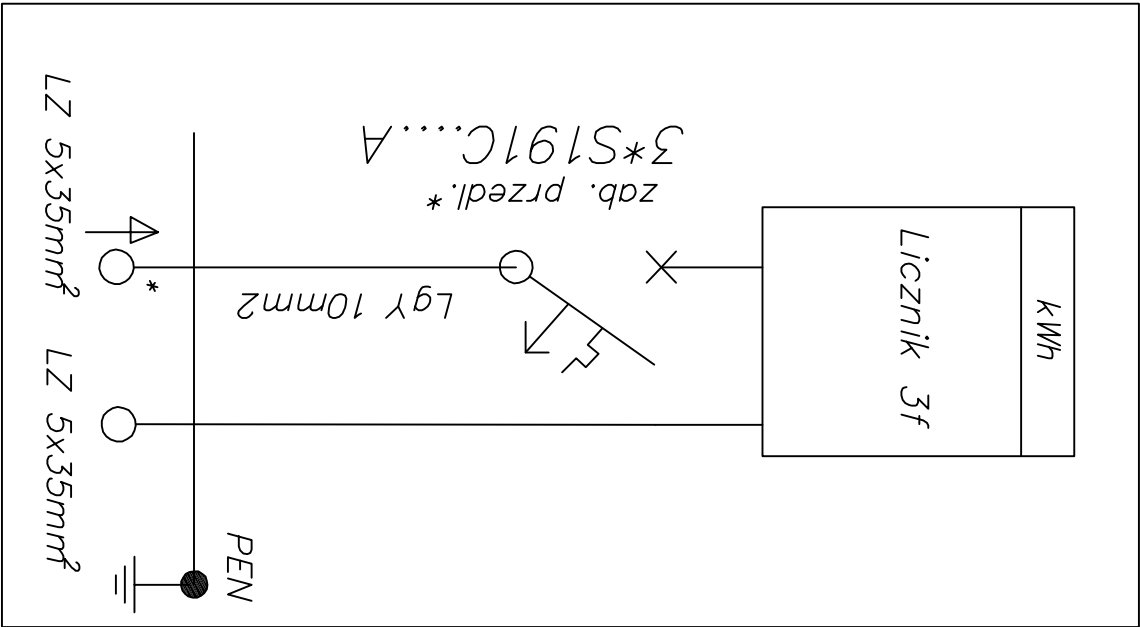 kWh
Licznik 3f
3*S191C....A
zab. przedl.*
LgY 10mm2
*
LZ 5x35mm²
LZ 5x35mm²
PEN